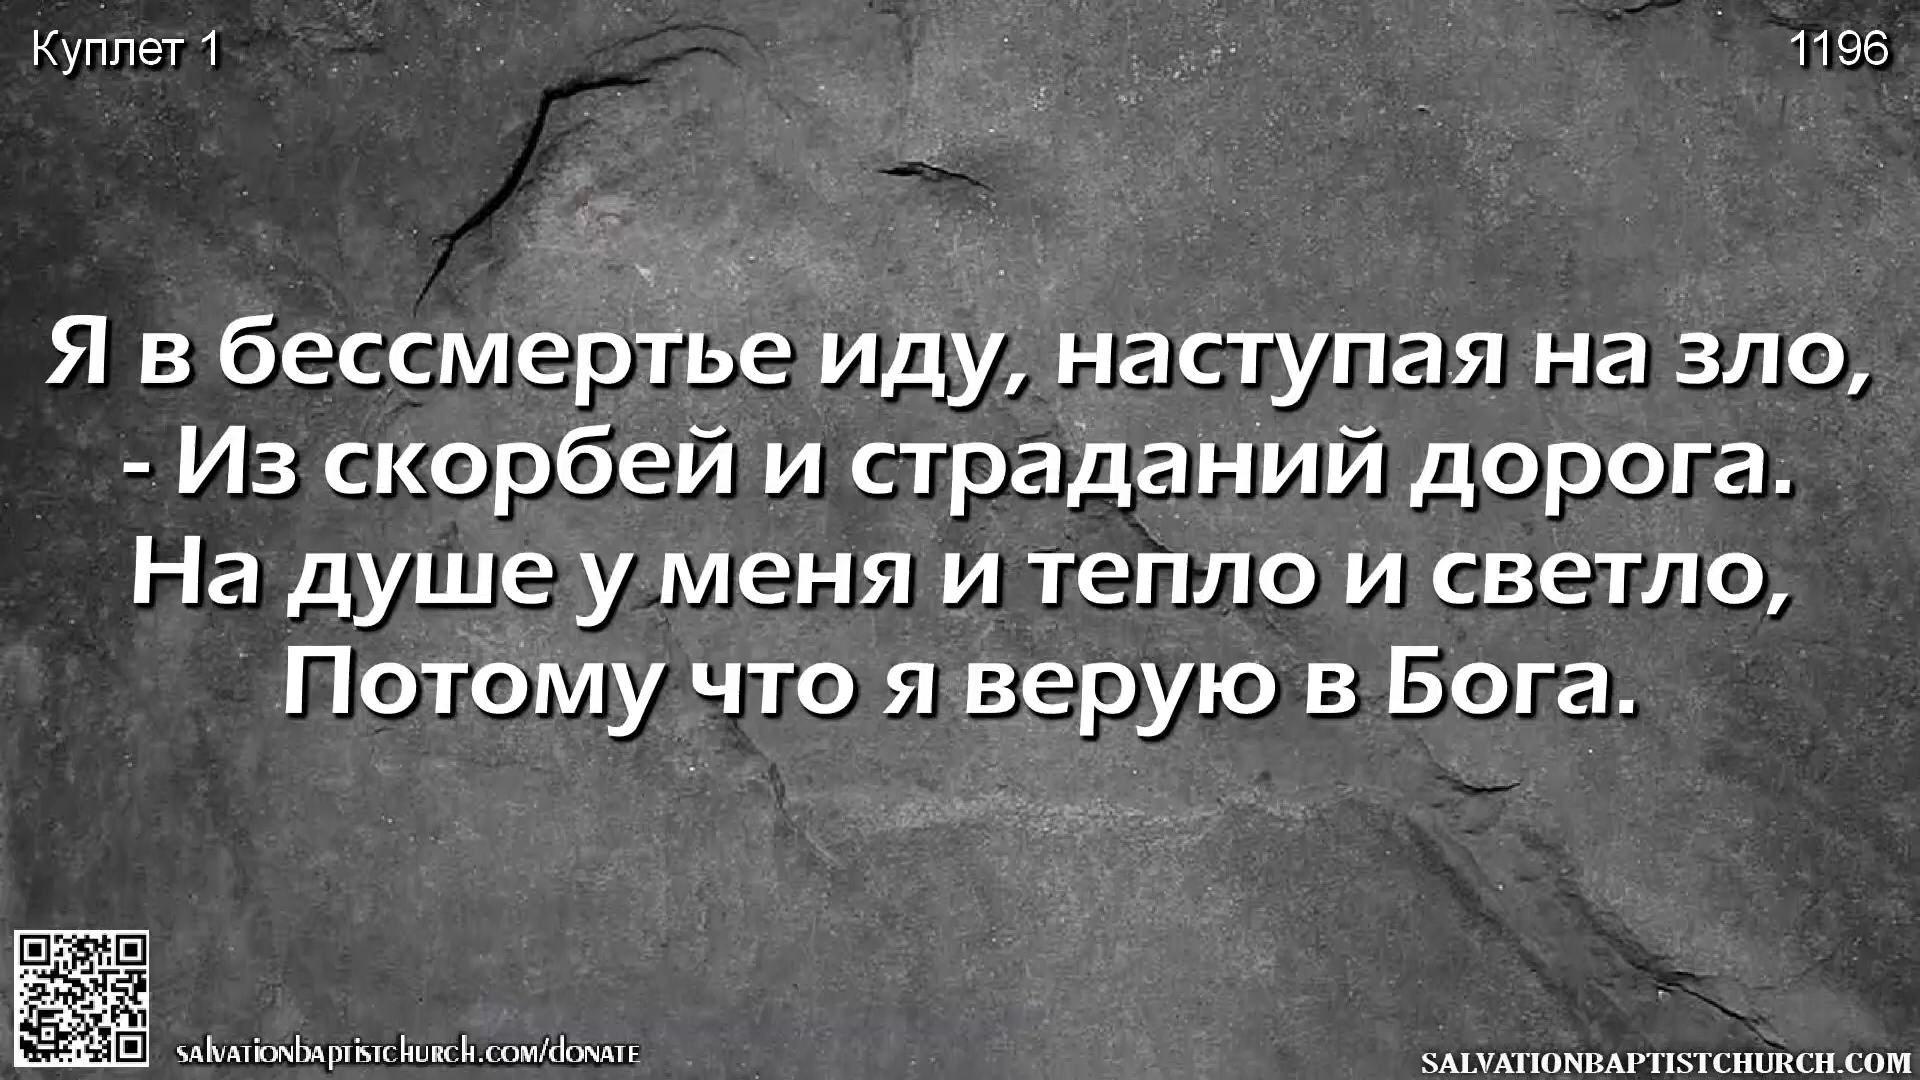 Куплет 1
1196
Я в бессмертье иду, наступая на зло,
- Из скорбей и страданий дорога.
На душе у меня и тепло и светло,
Потому что я верую в Бога.
salvationbaptistchurch.com/donate
SALVATIONBAPTISTCHURCH.COM